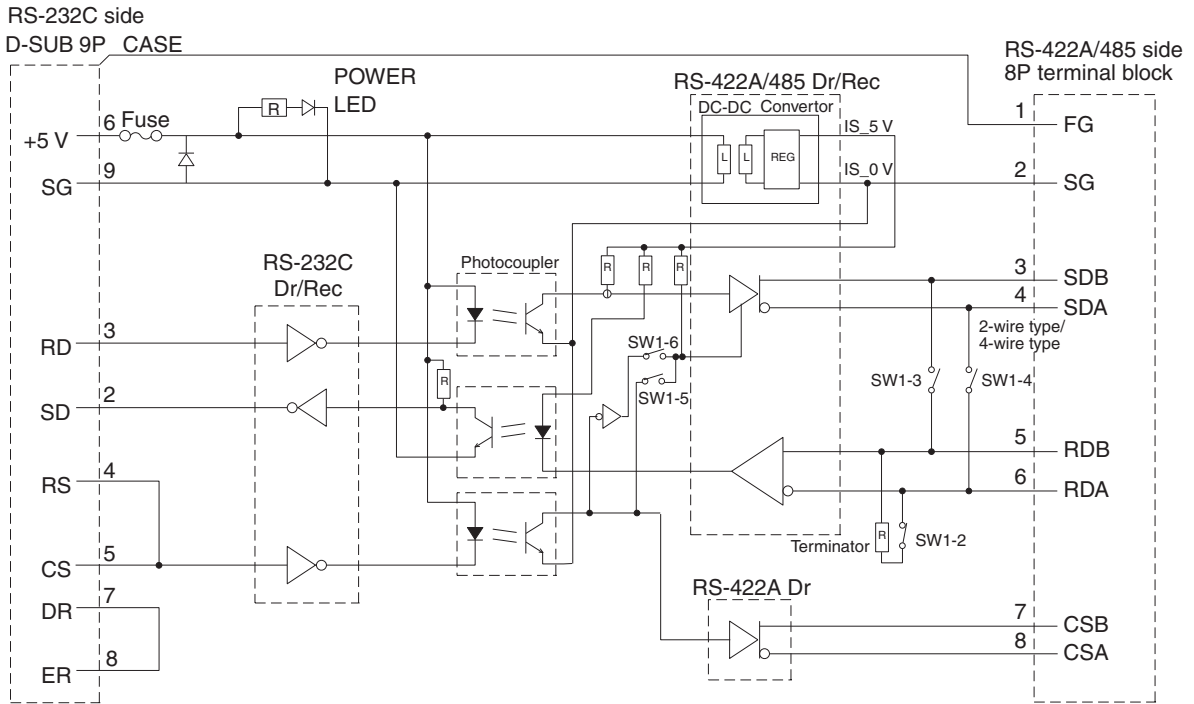 RS-232C side
D-SUB 9P CASE
RS-422A/485 side
8P terminal block
POWER
LED
RS-422A/485 Dr/Rec
DC-DC Convertor
1
FG
6
Fuse
R
+5 V
IS_5 V
L
L
REG
9
SG
IS_0 V
2
SG
RS-232C
Dr/Rec
Photocoupler
R
R
R
3
SDB
4
SDA
2-wire type/
4-wire type
3
RD
SW1-6
SW1-5
SW1-3
SW1-4
R
2
SD
5
RDB
4
RS
6
RDA
Terminator
R
SW1-2
5
CS
RS-422A Dr
7
DR
7
CSB
8
CSA
8
ER